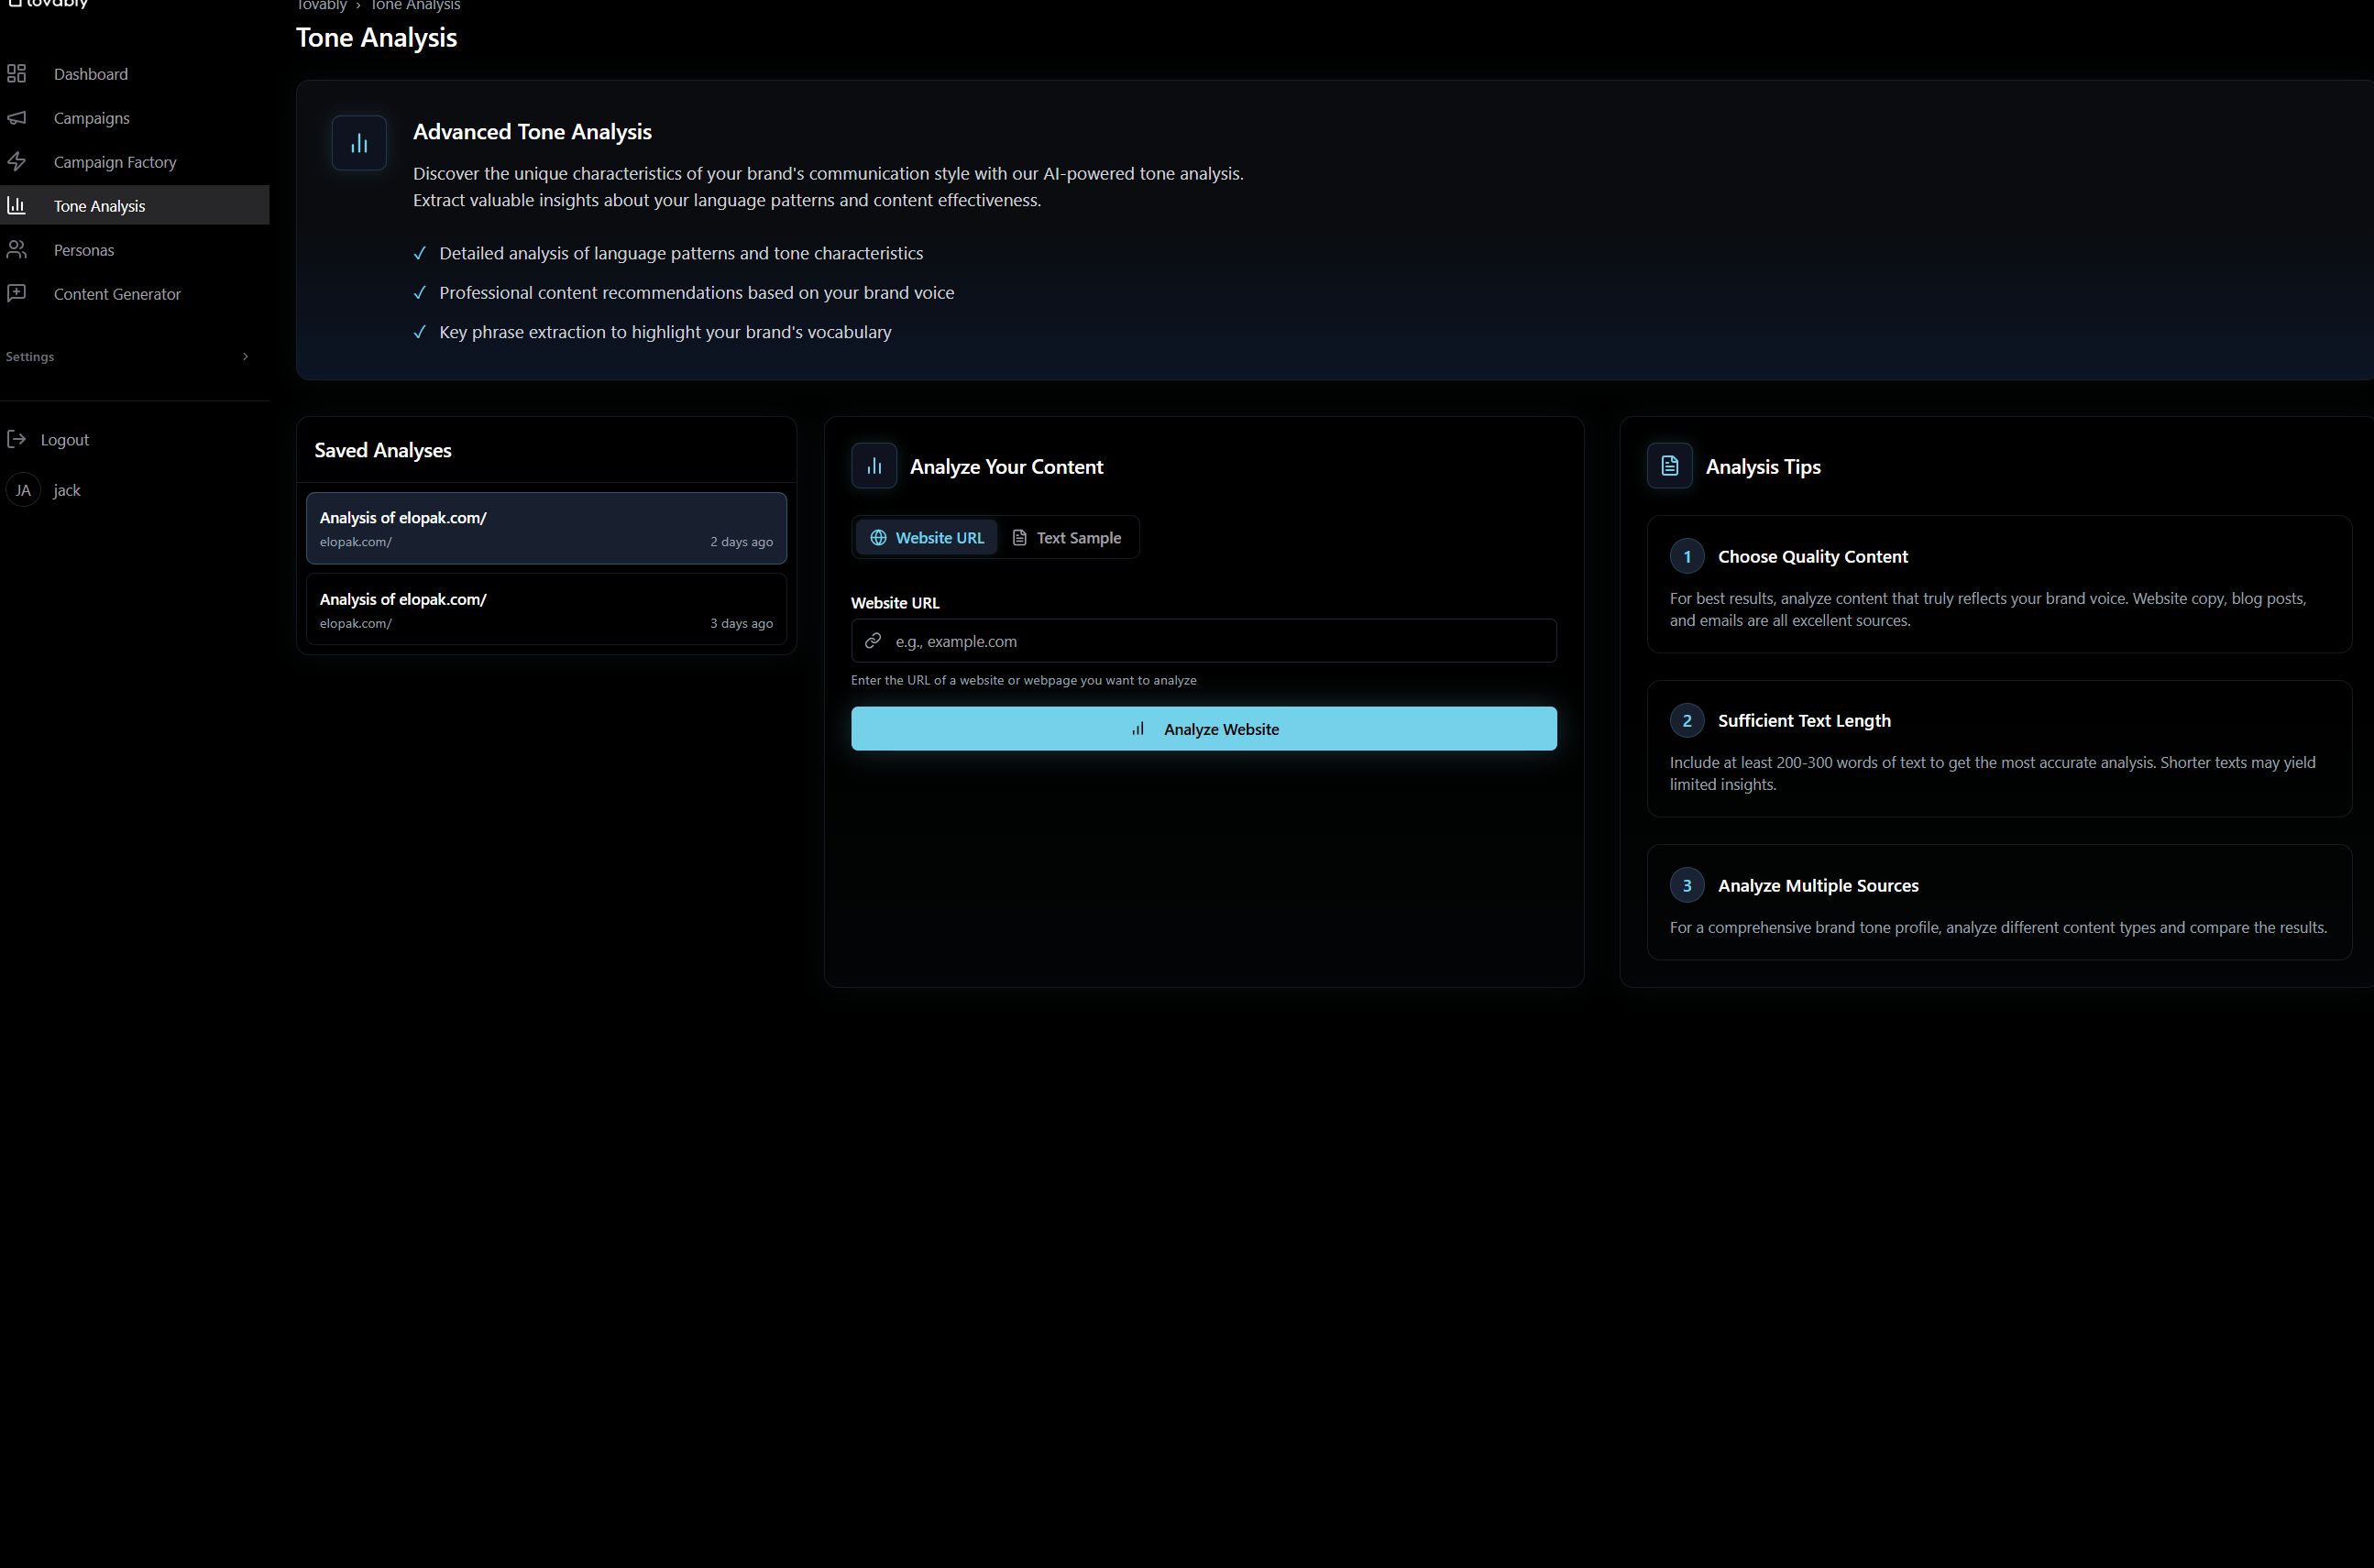 tovably
Tovably › Tone Analysis
Tone Analysis
Dashboard
Campaigns
Campaign Factory
Tone Analysis
Personas
Content Generator
Settings
Logout
JA jack
Advanced Tone Analysis
Discover the unique characteristics of your brand's communication style with our AI-powered tone analysis.
Extract valuable insights about your language patterns and content effectiveness.
✓ Detailed analysis of language patterns and tone characteristics
✓ Professional content recommendations based on your brand voice
✓ Key phrase extraction to highlight your brand's vocabulary
Saved Analyses
Analysis of elopak.com/
elopak.com/ 2 days ago
Analysis of elopak.com/
elopak.com/ 3 days ago
Analyze Your Content
Website URL Text Sample
Website URL
e.g., example.com
Enter the URL of a website or webpage you want to analyze
Analyze Website
Analysis Tips
1 Choose Quality Content
For best results, analyze content that truly reflects your brand voice. Website copy, blog posts,
and emails are all excellent sources.
2 Sufficient Text Length
Include at least 200-300 words of text to get the most accurate analysis. Shorter texts may yield
limited insights.
3 Analyze Multiple Sources
For a comprehensive brand tone profile, analyze different content types and compare the results.